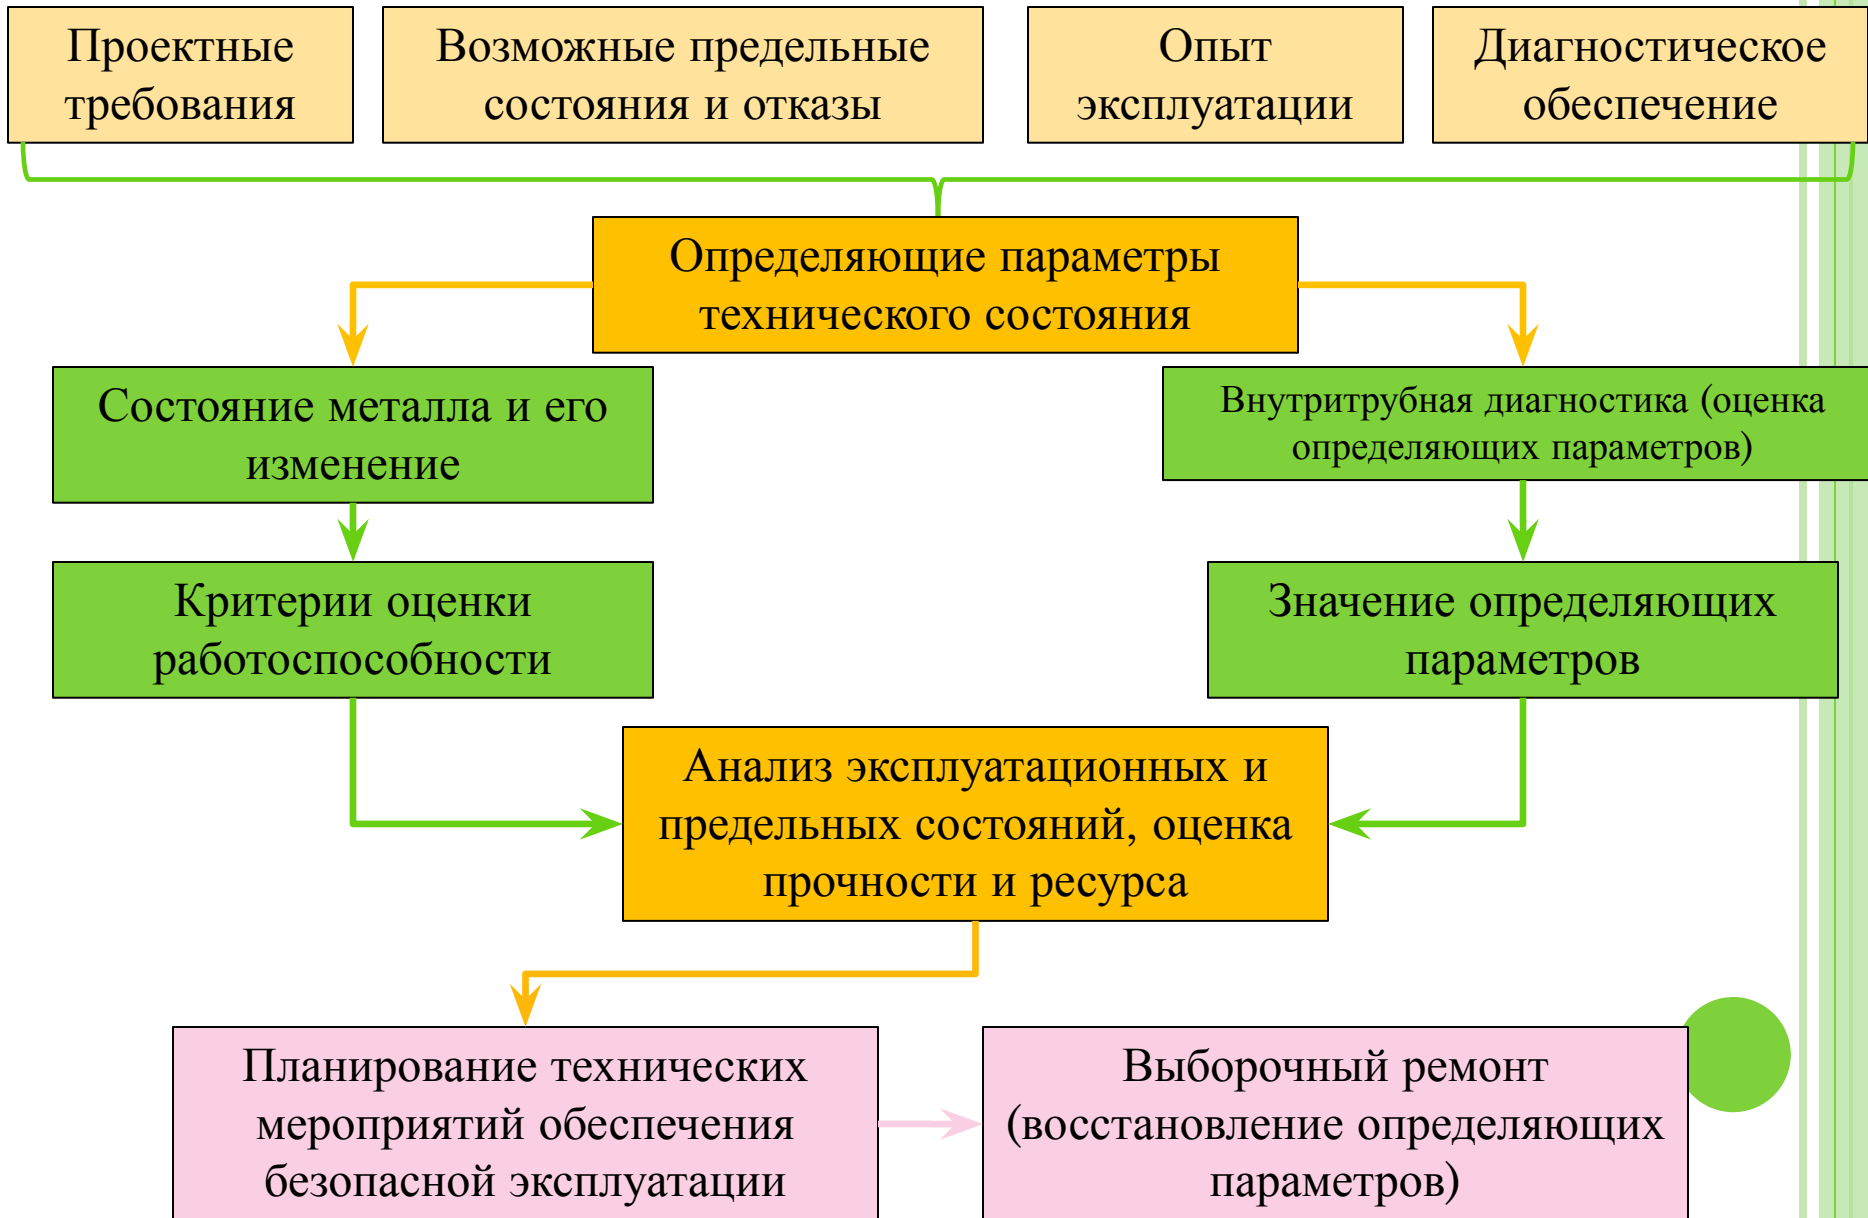 Проектные
требования
Возможные предельные
состояния и отказы
Опыт
эксплуатации
Диагностическое
обеспечение
Определяющие параметры
технического состояния
Состояние металла и его
изменение
Внутритрубная диагностика (оценка
определяющих параметров)
Критерии оценки
работоспособности
Значение определяющих
параметров
Анализ эксплуатационных и
предельных состояний, оценка
прочности и ресурса
Планирование технических
мероприятий обеспечения
безопасной эксплуатации
Выборочный ремонт
(восстановление определяющих
параметров)